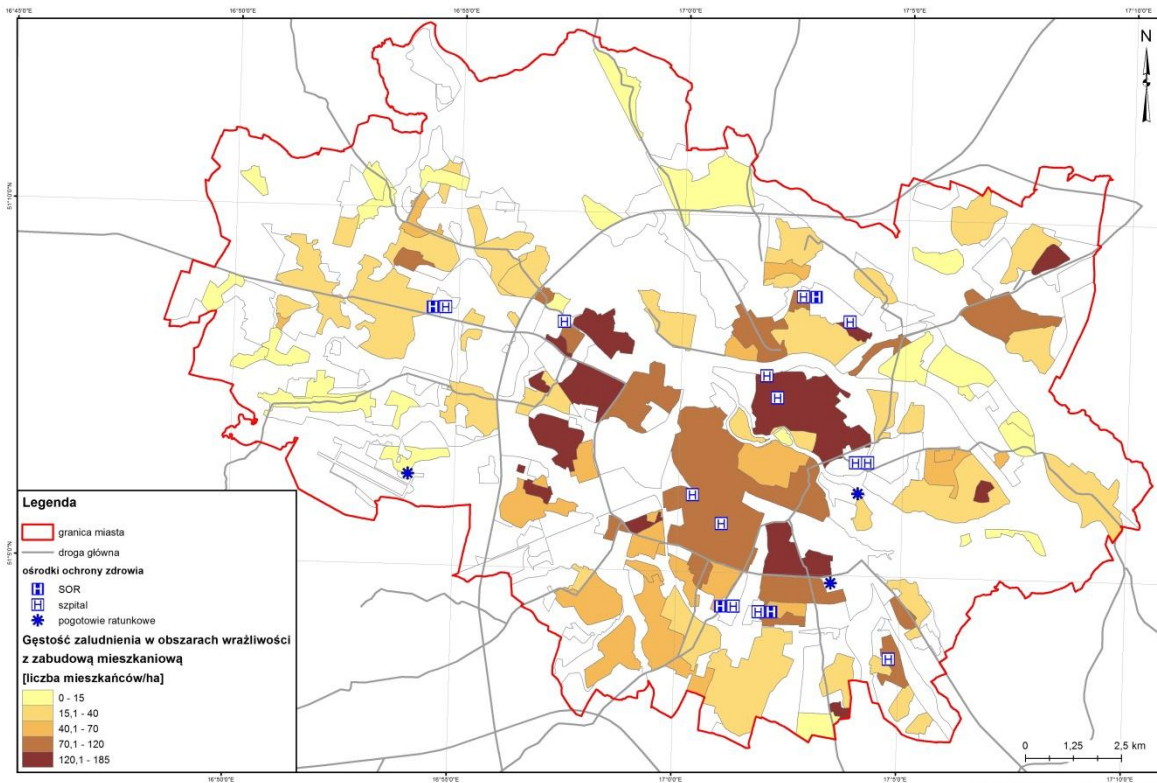 16°45'0"E
16°50'0"E
16°55'0"E
17°0'0"E
17°5'0"E
17°10'0"E
N
51°10'0"N
51°5'0"N
Legenda
granica miasta
droga główna
ośrodki ochrony zdrowia
H SOR
H szpital
pogotowie ratunkowe
Gęstość zaludnienia w obszarach wrażliwości
z zabudową mieszkaniową
[liczba mieszkańców/ha]
0 - 15
15,1 - 40
40,1 - 70
70,1 - 120
120,1 - 185
0 1,25 2,5 km
16°50'0"E
17°0'0"E
17°5'0"E
17°10'0"E